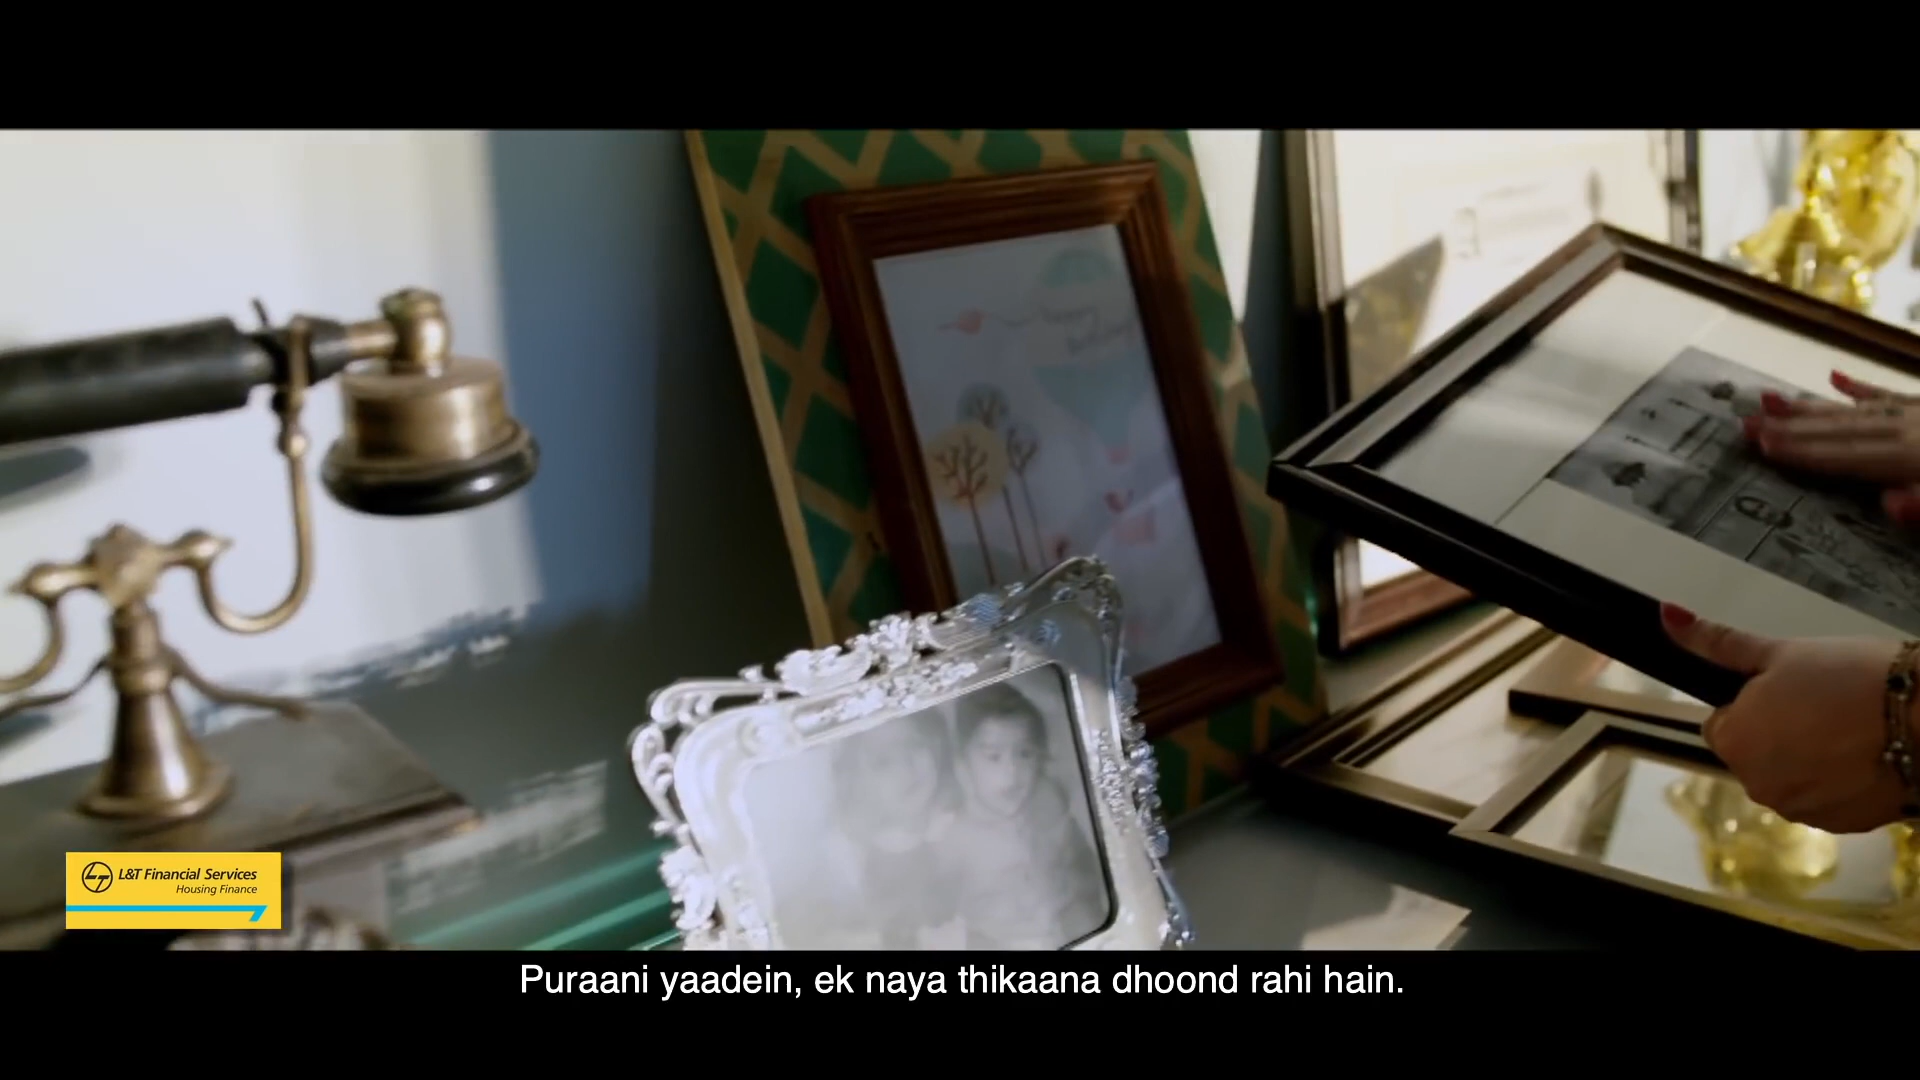 L&T Financial Services
Housing Finance
Puraani yaadein, ek naya thikaana dhoond rahi hain.